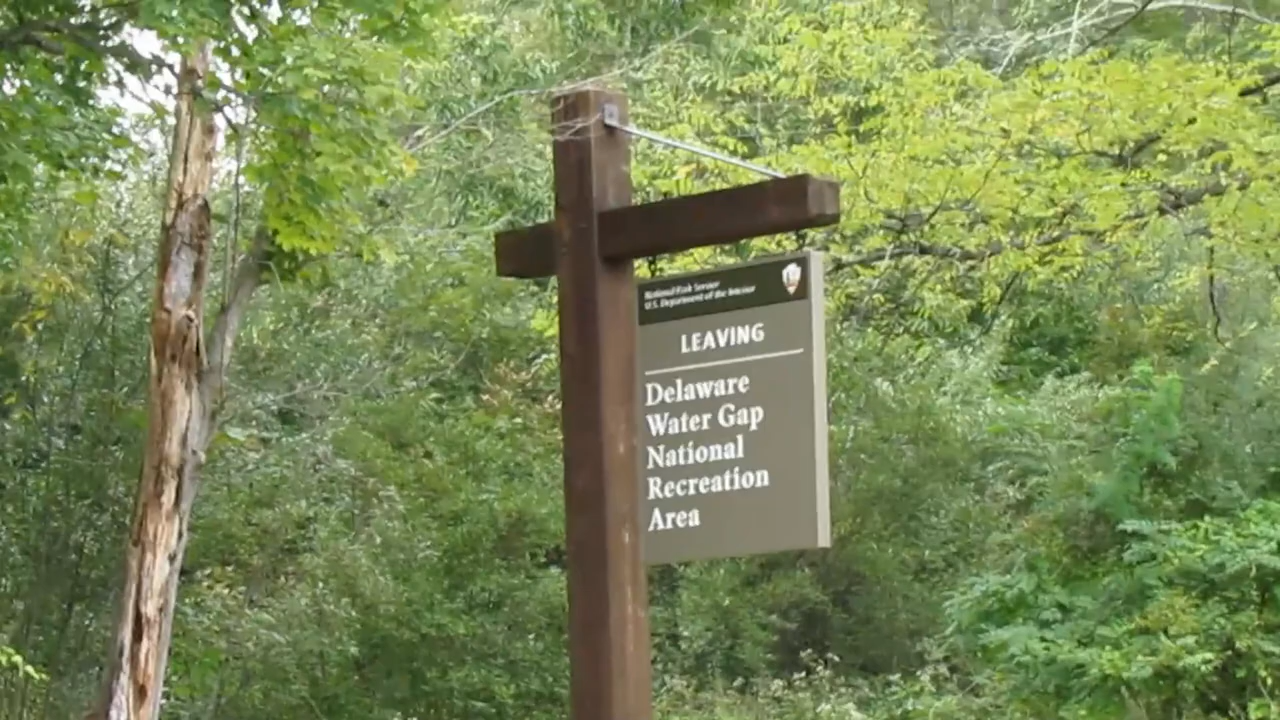 National Park Service
U.S. Department of the Interior
LEAVING
Delaware
Water Gap
National
Recreation
Area